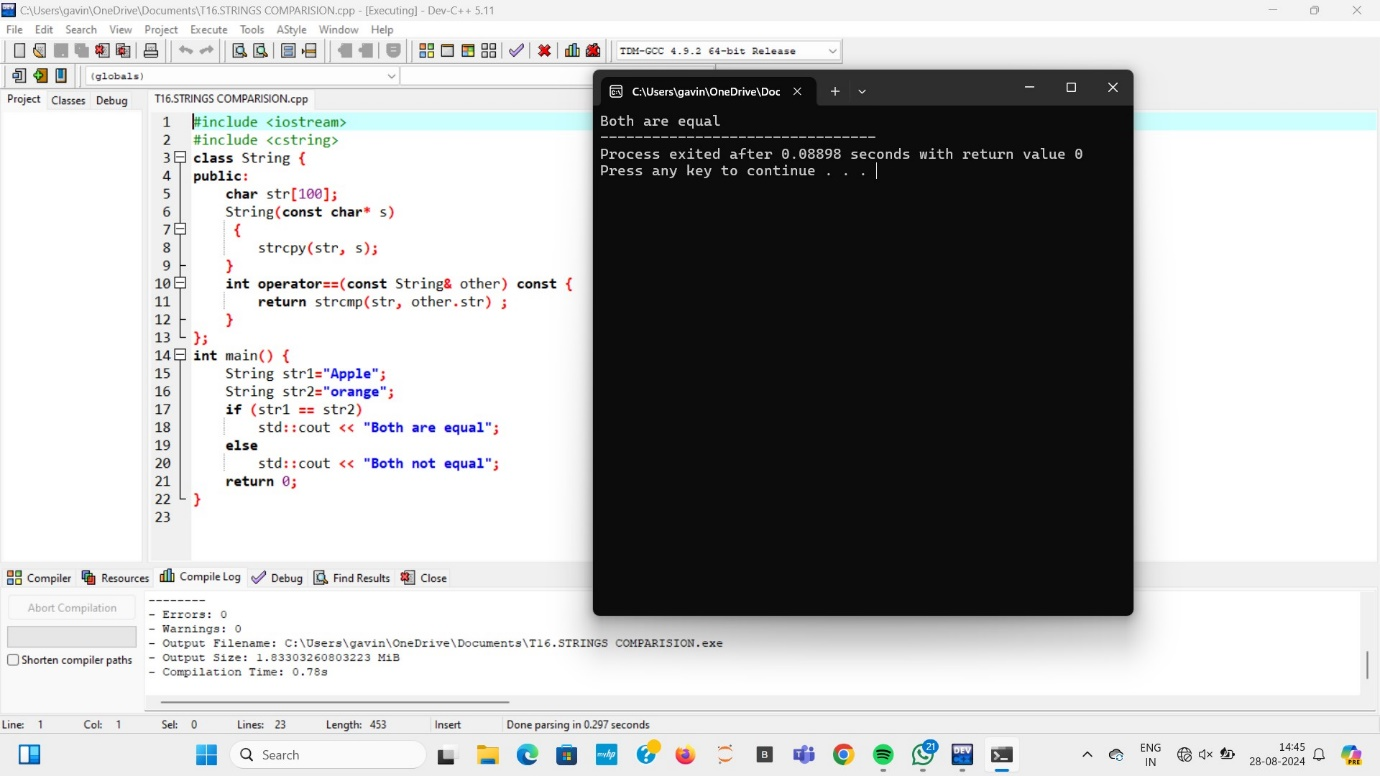 C:\Users\gavin\OneDrive\Documents\T16.STRINGS COMPARISION.cpp - [Executing] - Dev-C++ 5.11
File Edit Search View Project Execute Tools AStyle Window Help
TDM-GCC 4.9.2 64-bit Release
(globals)
Project Classes Debug
T16.STRINGS COMPARISION.cpp
1 #include <iostream>
2 #include <cstring>
3 class String {
4 public:
5 char str[100];
6 String(const char* s)
7 {
8 strcpy(str, s);
9 }
10 int operator==(const String& other) const {
11 return strcmp(str, other.str) ;
12 }
13 };
14 int main() {
15 String str1="Apple";
16 String str2="orange";
17 if (str1 == str2)
18 std::cout << "Both are equal";
19 else
20 std::cout << "Both not equal";
21 return 0;
22 }
23
C:\Users\gavin\OneDrive\Doc
Both are equal
--------------------------------
Process exited after 0.08898 seconds with return value 0
Press any key to continue . . .
Compiler Resources Compile Log Debug Find Results Close
Abort Compilation
Shorten compiler paths
--------
- Errors: 0
- Warnings: 0
- Output Filename: C:\Users\gavin\OneDrive\Documents\T16.STRINGS COMPARISION.exe
- Output Size: 1.83303260803223 MiB
- Compilation Time: 0.78s
Line: 1 Col: 1 Sel: 0 Lines: 23 Length: 453 Insert Done parsing in 0.297 seconds
Search
myhp
B
21
DEV
ENG
IN
14:45
28-08-2024
PRE